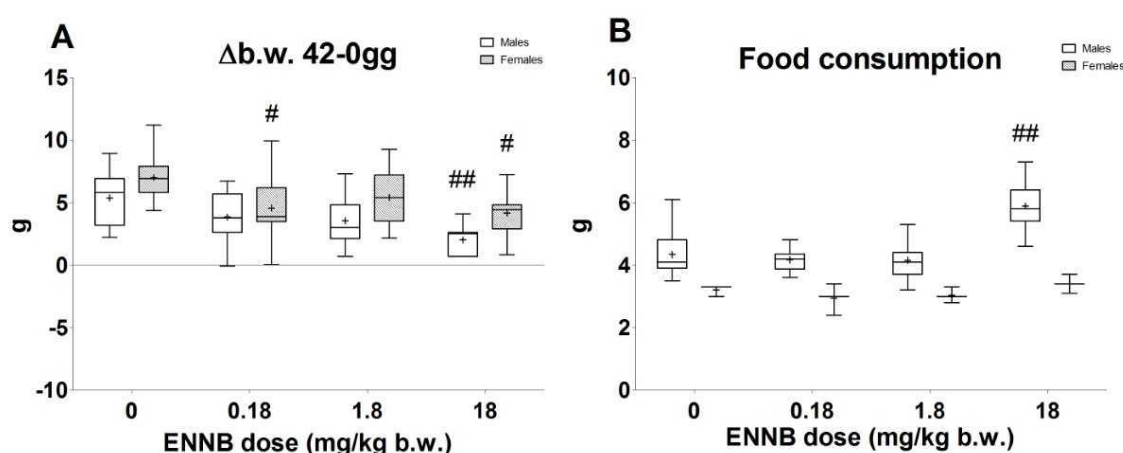 A
Δb.w. 42-0gg
Males
Females
15
10
5
0
-5
-10
g
#
##
#
0
0.18
1.8
18
ENNB dose (mg/kg b.w.)
B
Food consumption
Males
Females
10
8
6
4
2
0
g
##
0
0.18
1.8
18
ENNB dose (mg/kg b.w.)